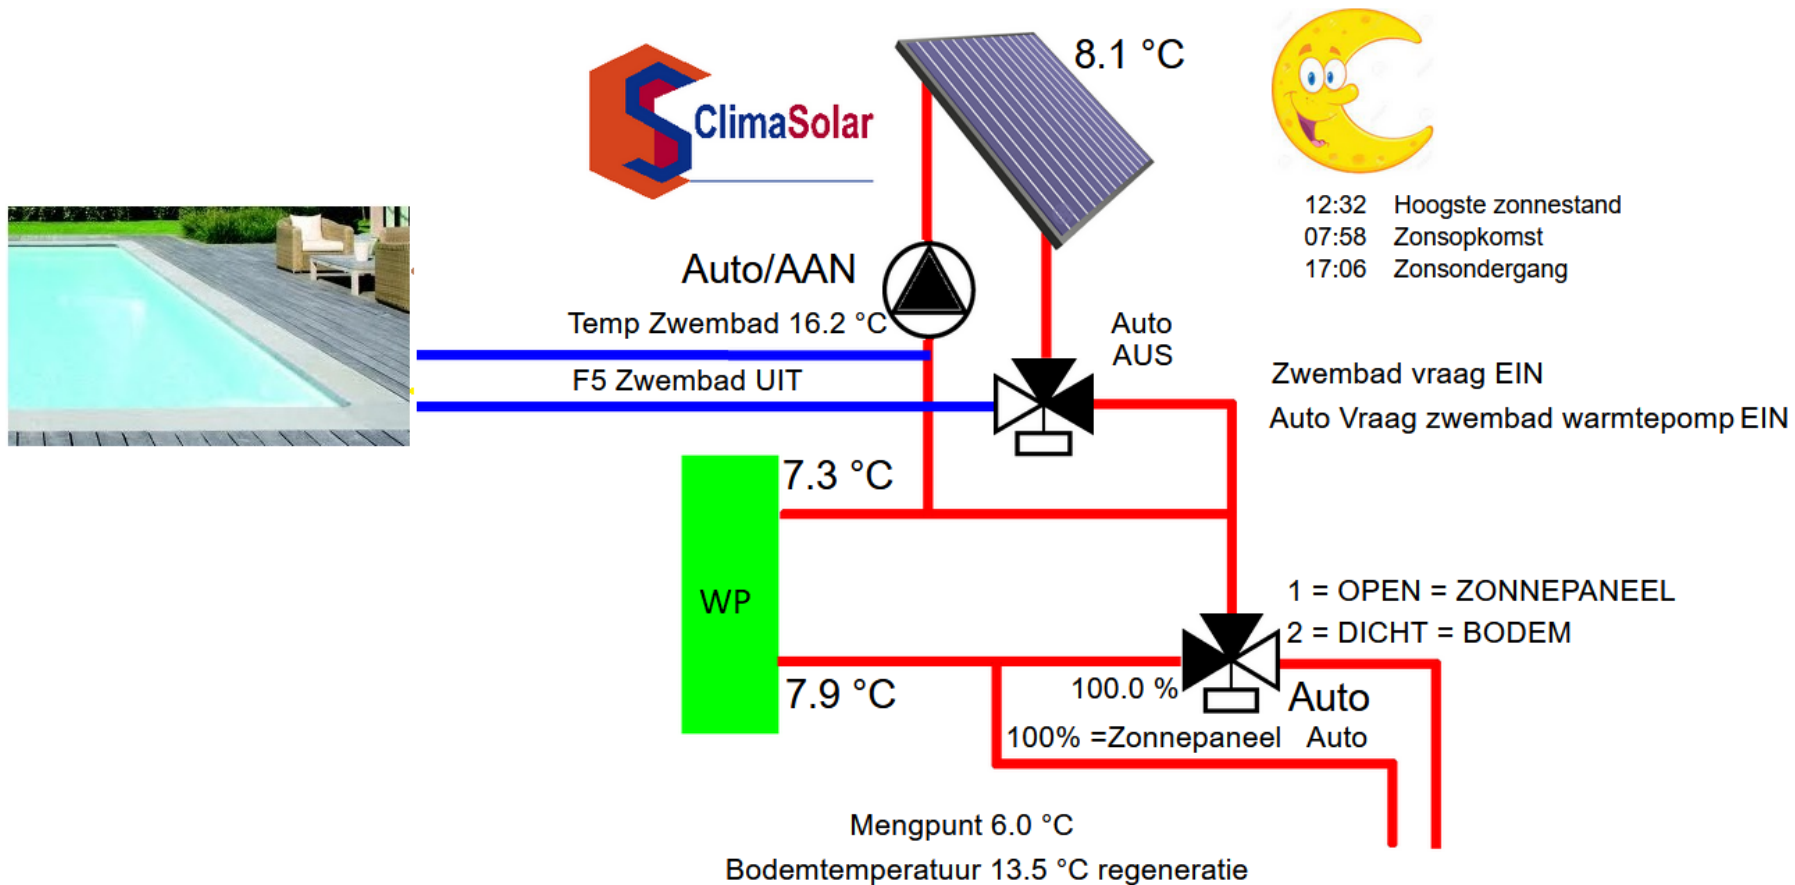 8.1 °C
ClimaSolar
12:32 Hoogste zonnestand
07:58 Zonsopkomst
17:06 Zonsondergang
Auto/AAN
Temp Zwembad 16.2 °C
Auto
AUS
F5 Zwembad UIT
Zwembad vraag EIN
Auto Vraag zwembad warmtepomp EIN
7.3 °C
WP
1 = OPEN = ZONNEPANEEL
2 = DICHT = BODEM
7.9 °C
100.0 %
Auto
100% =Zonnepaneel Auto
Mengpunt 6.0 °C
Bodemtemperatuur 13.5 °C regeneratie